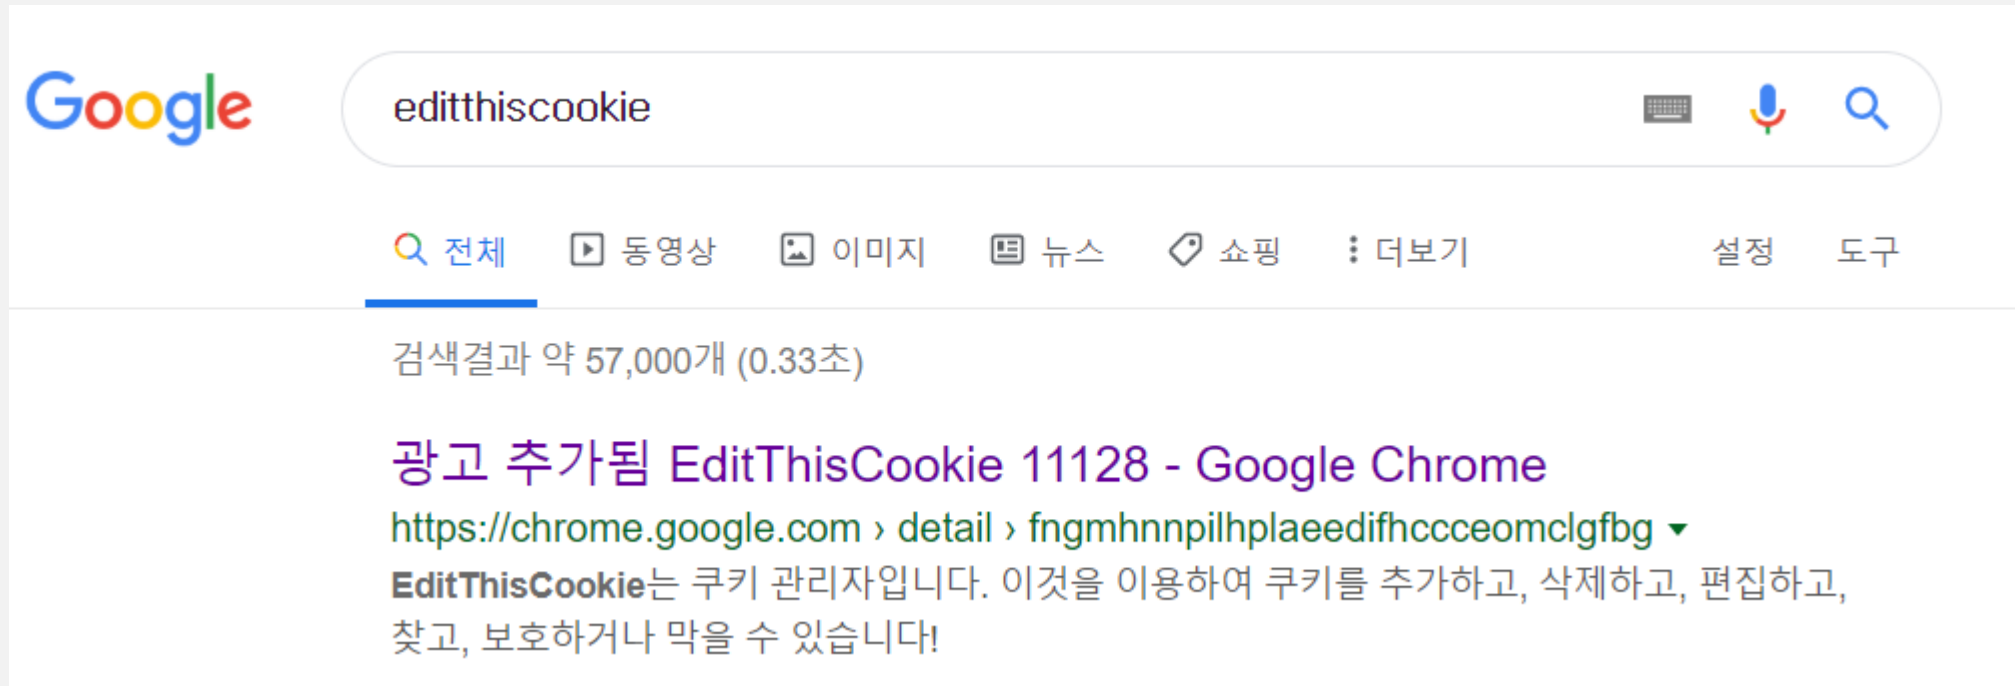 Google
editthiscookie
전체 동영상 이미지 뉴스 쇼핑 더보기 설정 도구
검색결과 약 57,000개 (0.33초)
광고 추가됨 EditThisCookie 11128 - Google Chrome
https://chrome.google.com › detail › fngmhnnpilhplaeedifhccceomclgfbg
EditThisCookie는 쿠키 관리자입니다. 이것을 이용하여 쿠키를 추가하고, 삭제하고, 편집하고,
찾고, 보호하거나 막을 수 있습니다!